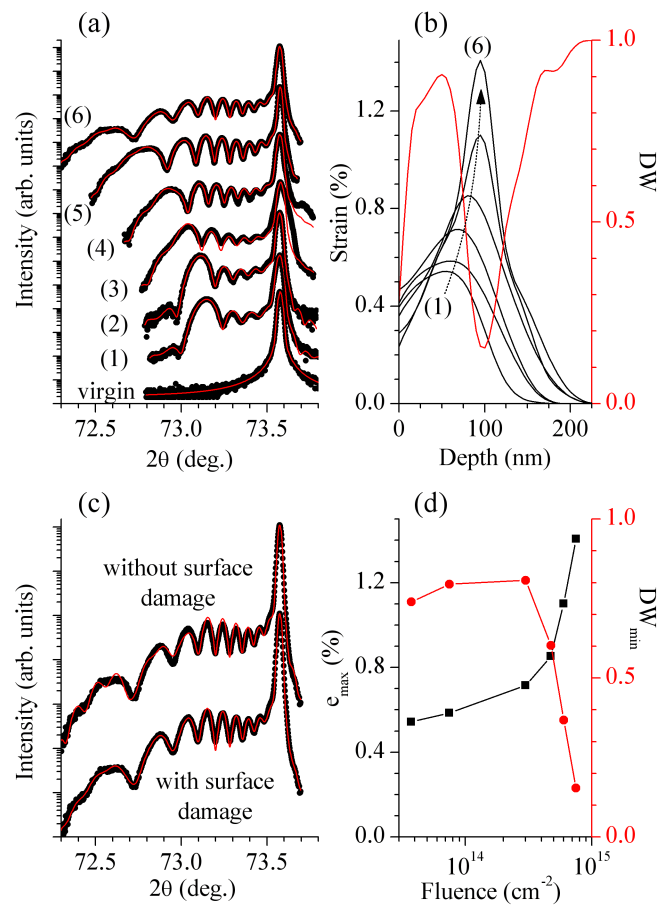 (a)
(6)
(5)
(4)
(3)
(2)
(1)
virgin
Intensity (arb. units)
72.5
73.0
73.5
2θ (deg.)
(b)
(6)
(1)
Strain (%)
1.2
0.8
0.4
0.0
0
100
200
Depth (nm)
1.0
0.5
0.0
DW
(c)
without surface
damage
with surface
damage
Intensity (arb. units)
72.5
73.0
73.5
2θ (deg.)
(d)
e_max (%)
1.2
0.8
0.4
0.0
10¹⁴
10¹⁵
Fluence (cm⁻²)
1.0
0.5
0.0
DW_min